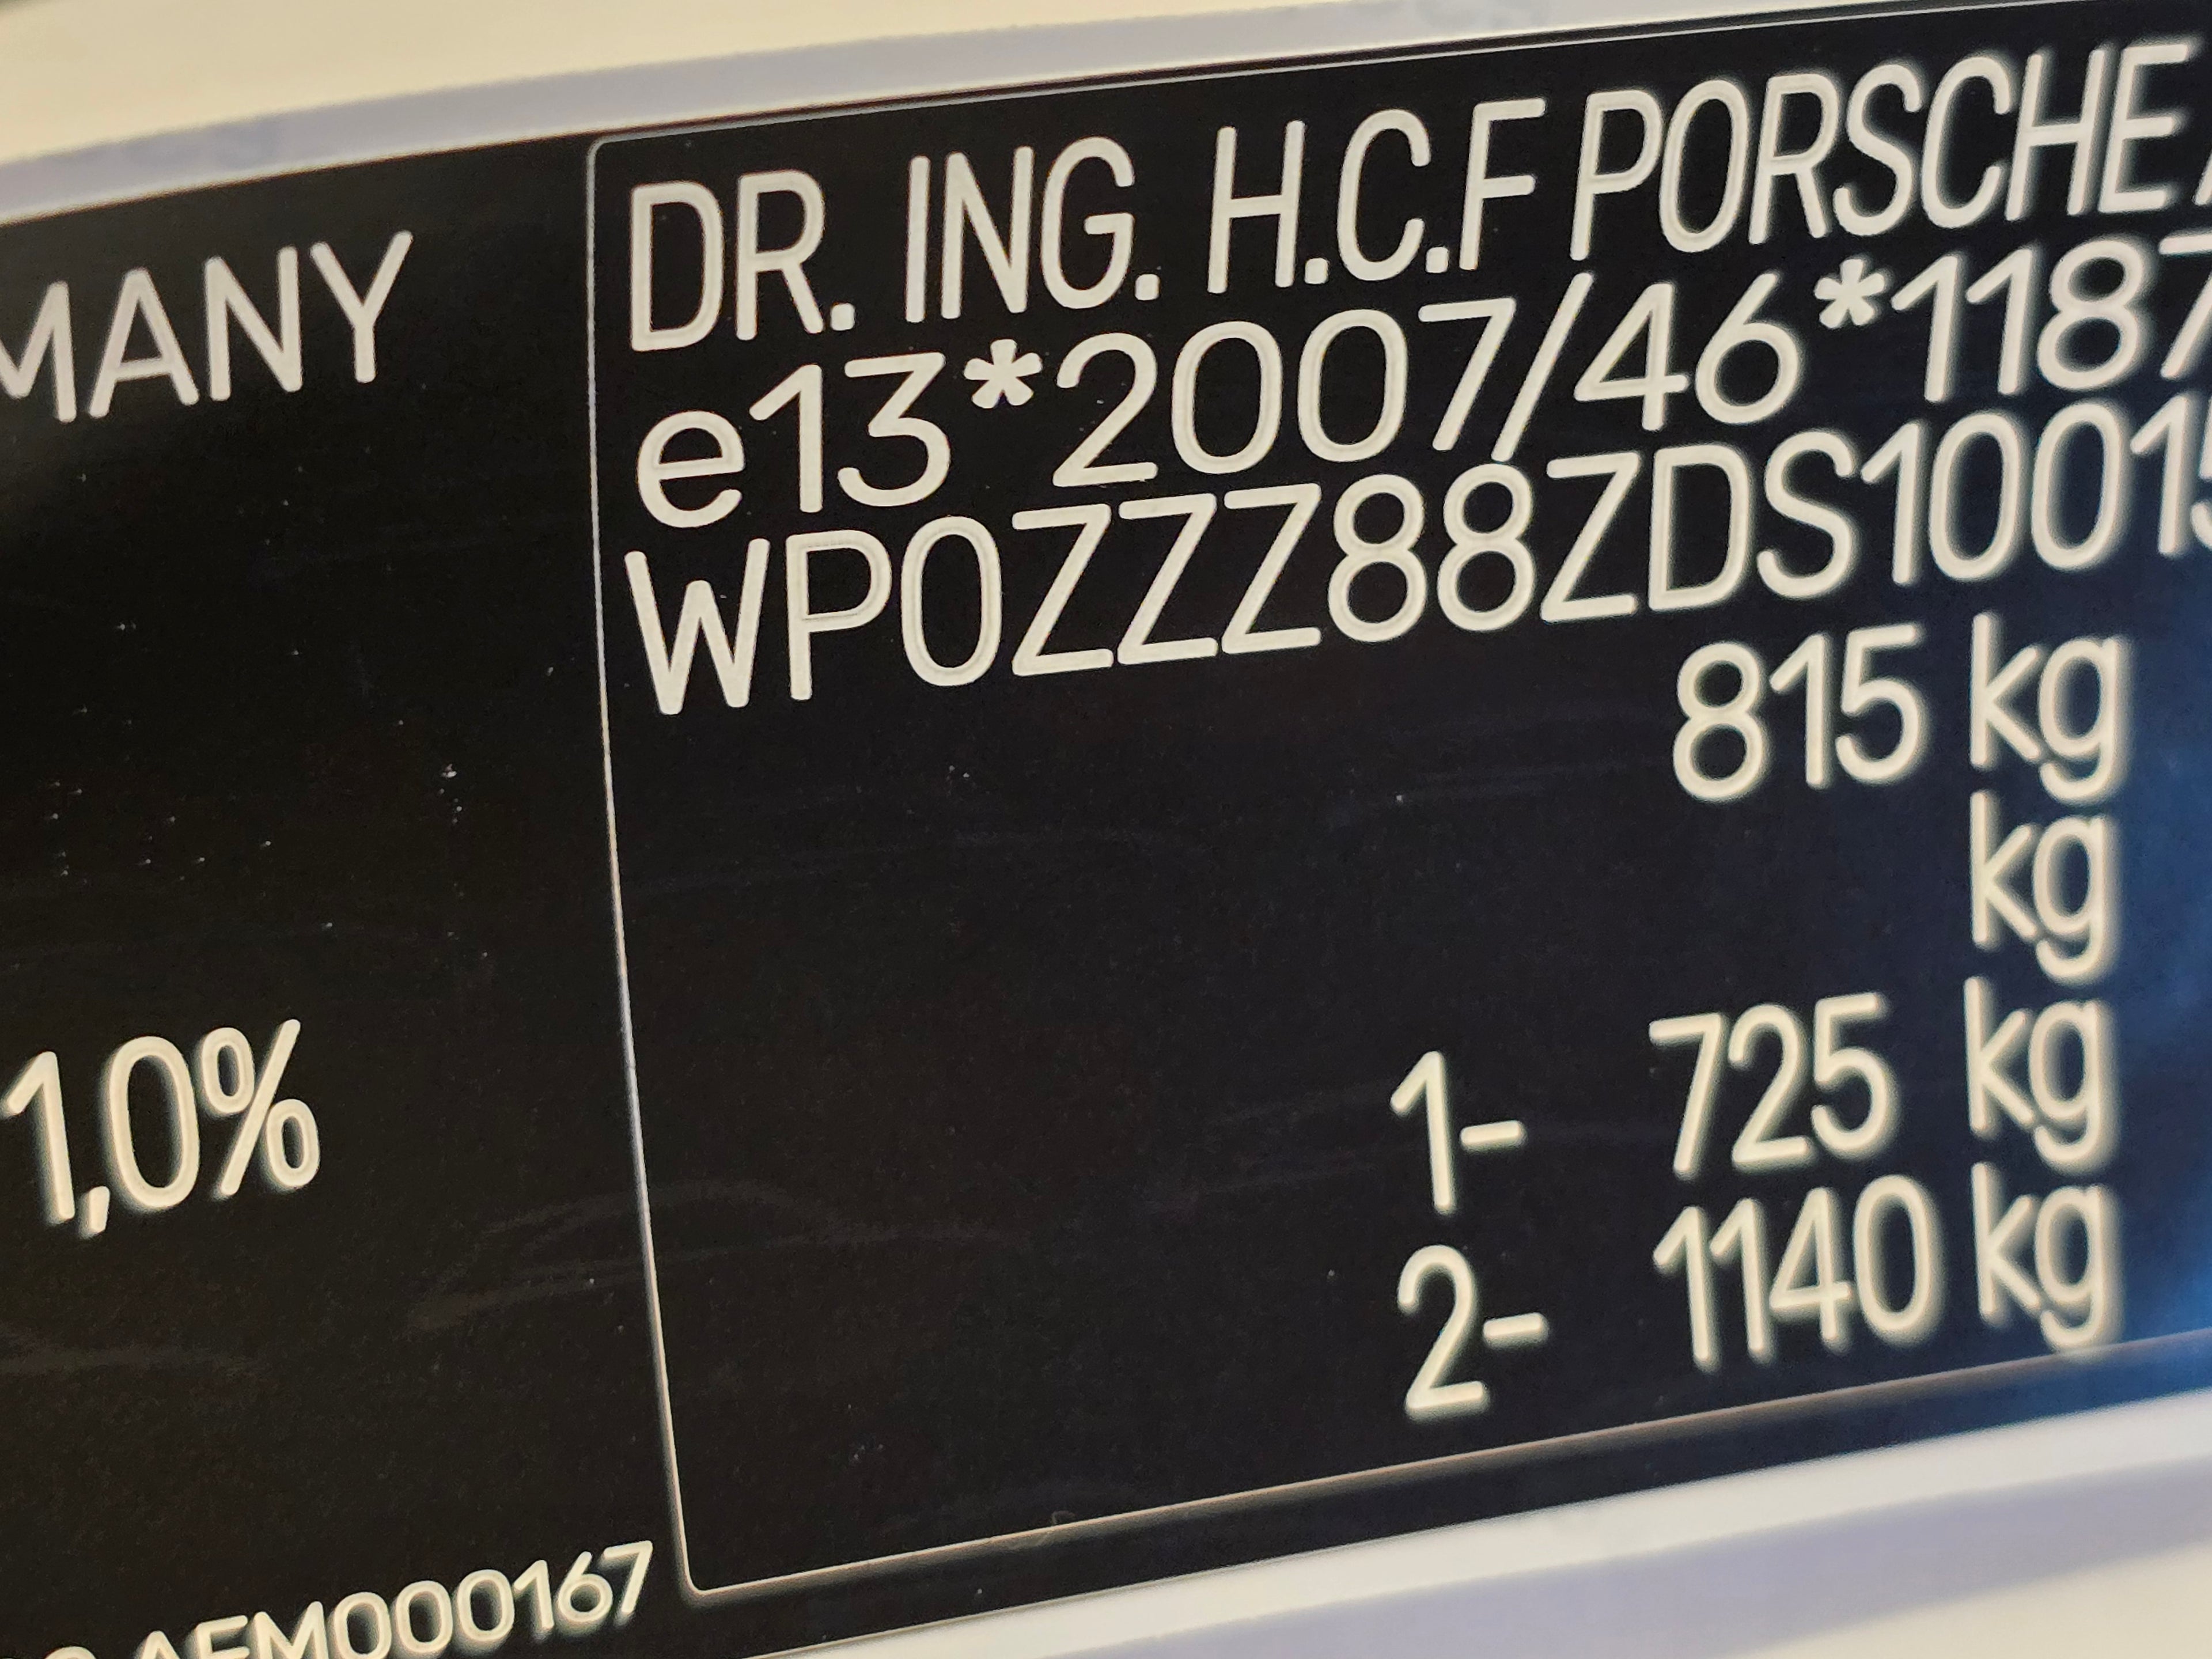 MANY
1,0%
AEM000167
DR. ING. H.C.F PORSCHE
e13*2007/46*1187
WP0ZZZ88ZDS10015
815 kg
kg
1- 725 kg
2- 1140 kg